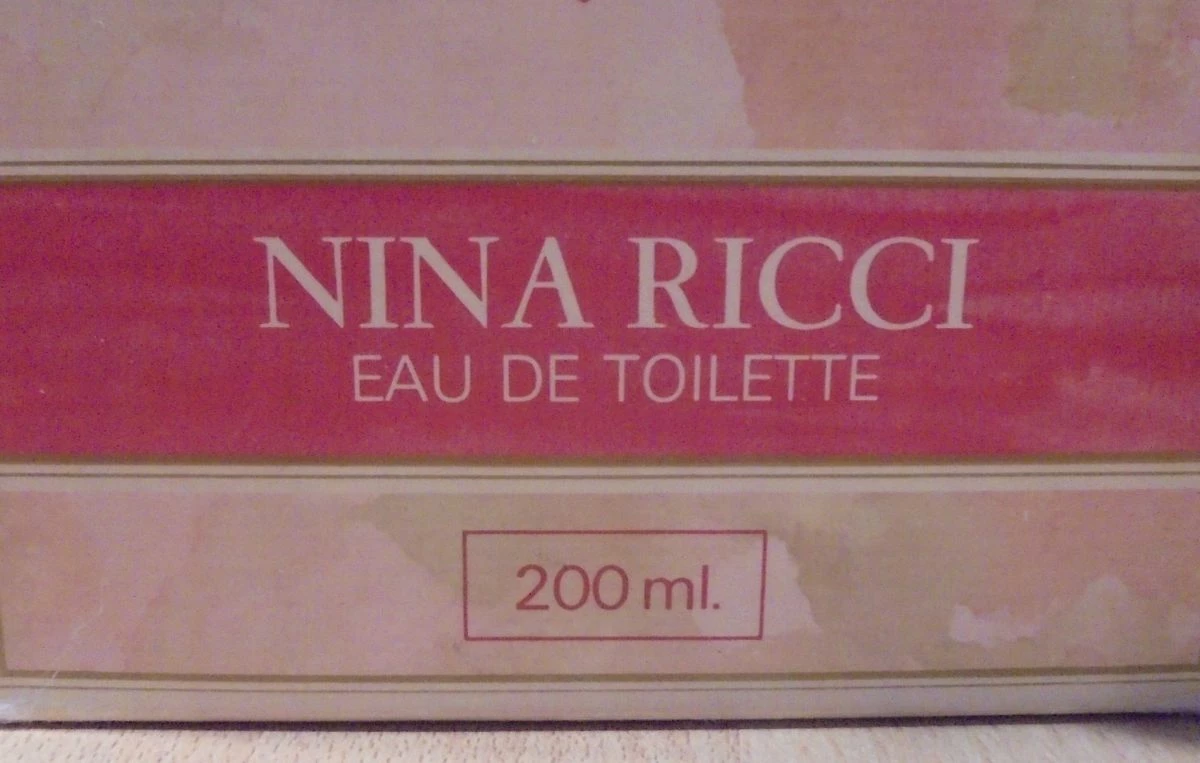 NINA RICCI
EAU DE TOILETTE
200 ml.